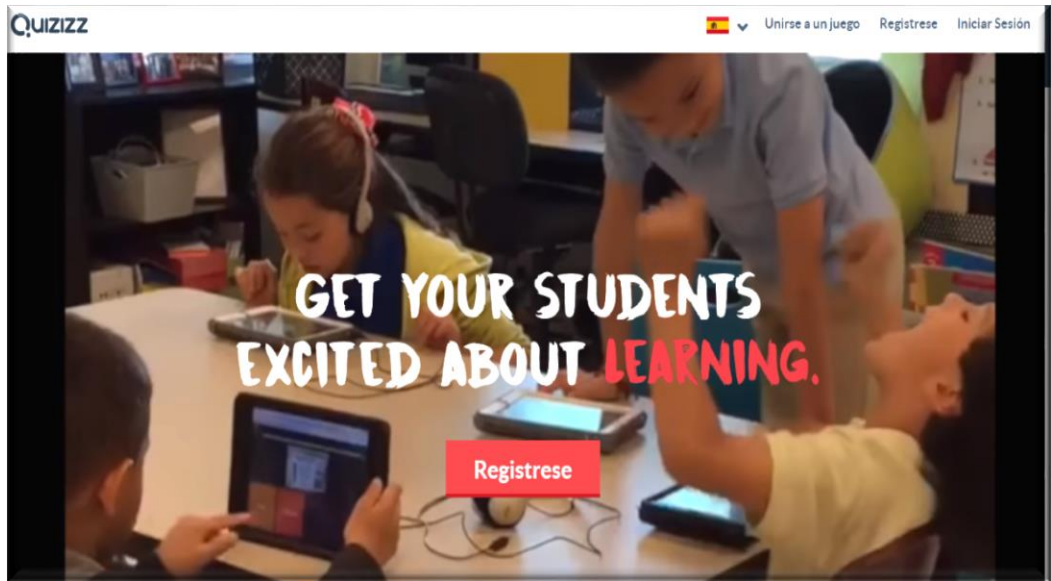 Quizizz
Unirse a un juego Registrese Iniciar Sesión
GET YOUR STUDENTS
EXCITED ABOUT LEARNING.
Registrese